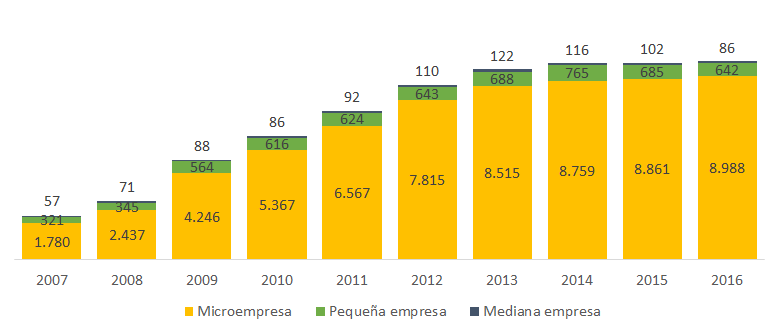 57 71 88 86 92 110 122 116 102 86
321 345 564 616 624 643 688 765 685 642
1.780 2.437 4.246 5.367 6.567 7.815 8.515 8.759 8.861 8.988
2007 2008 2009 2010 2011 2012 2013 2014 2015 2016
Microempresa Pequeña empresa Mediana empresa